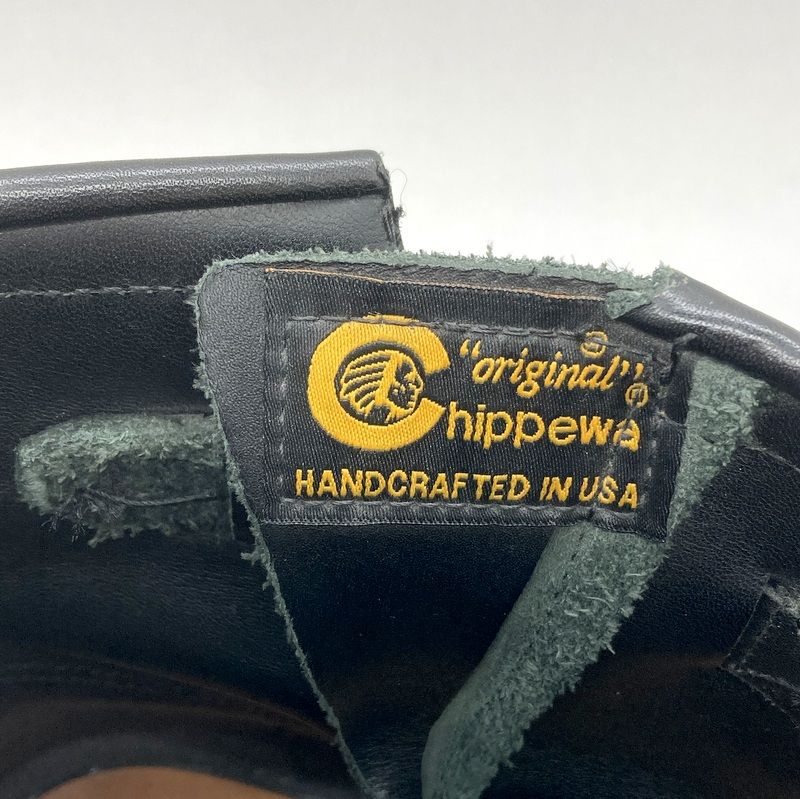 "original" ®
Chippewa ®
HANDCRAFTED IN USA